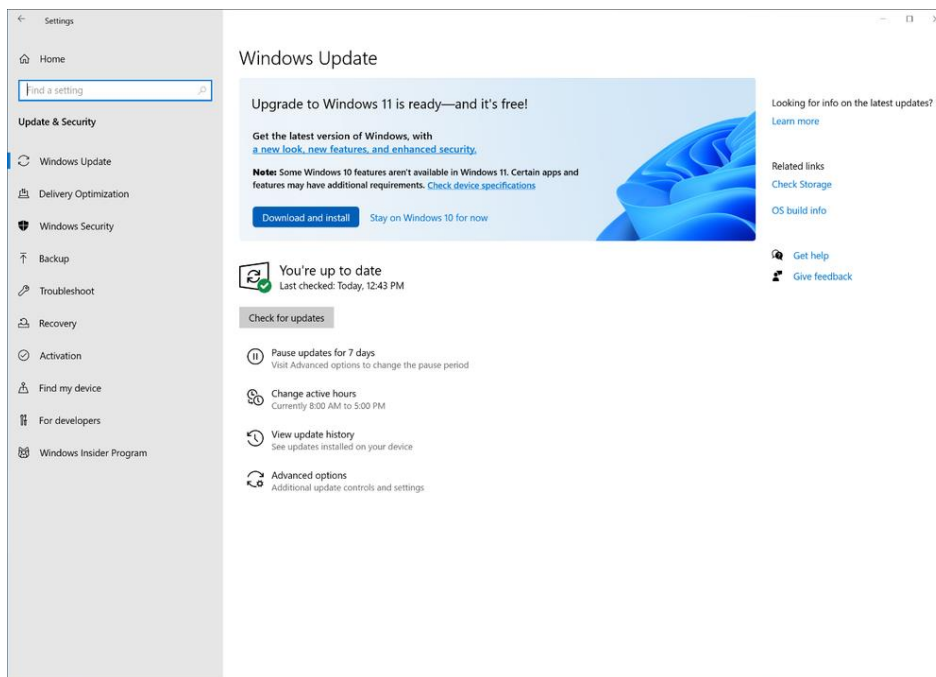 Settings
Home
Find a setting
Update & Security
Windows Update
Delivery Optimization
Windows Security
Backup
Troubleshoot
Recovery
Activation
Find my device
For developers
Windows Insider Program
Windows Update
Upgrade to Windows 11 is ready—and it's free!
Get the latest version of Windows, with
a new look, new features, and enhanced security.
Note: Some Windows 10 features aren't available in Windows 11. Certain apps and
features may have additional requirements. Check device specifications
Download and install
Stay on Windows 10 for now
You're up to date
Last checked: Today, 12:43 PM
Check for updates
Pause updates for 7 days
Visit Advanced options to change the pause period
Change active hours
Currently 8:00 AM to 5:00 PM
View update history
See updates installed on your device
Advanced options
Additional update controls and settings
Looking for info on the latest updates?
Learn more
Related links
Check Storage
OS build info
Get help
Give feedback